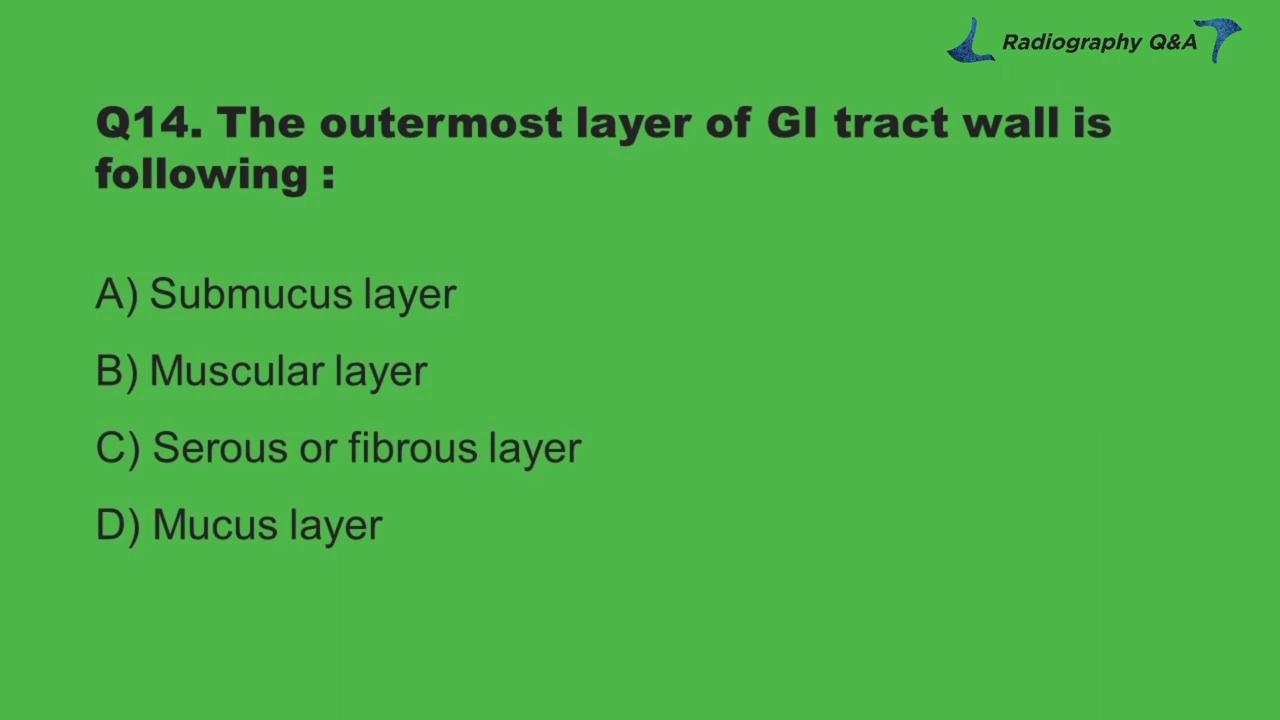 Radiography Q&A
Q14. The outermost layer of GI tract wall is
following :
A) Submucus layer
B) Muscular layer
C) Serous or fibrous layer
D) Mucus layer